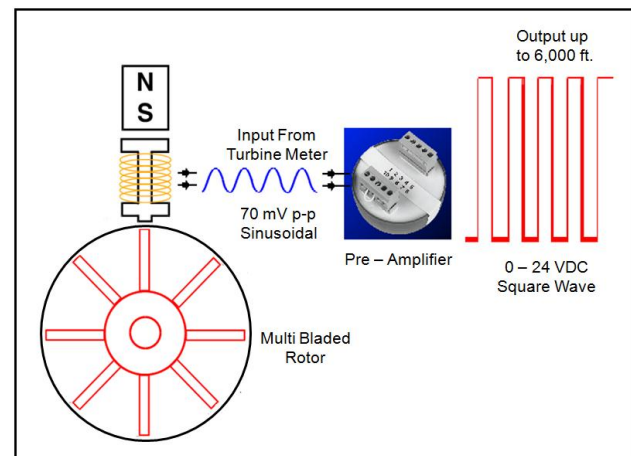 N
S
Input From
Turbine Meter
70 mV p-p
Sinusoidal
Pre – Amplifier
Output up
to 6,000 ft.
0 – 24 VDC
Square Wave
Multi Bladed
Rotor